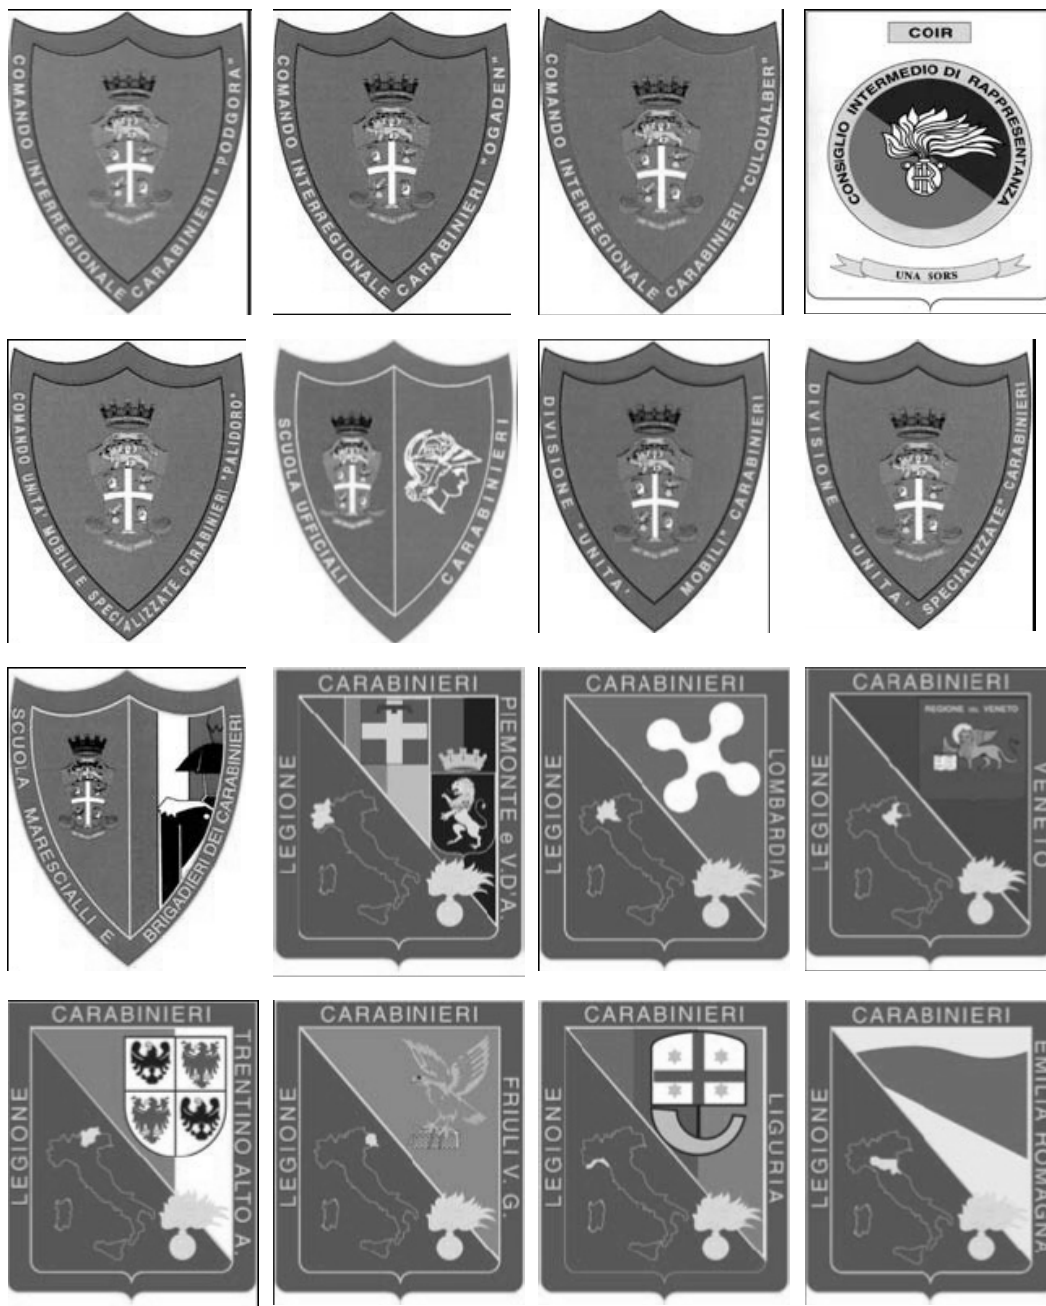 COMANDO INTERREGIONALE CARABINIERI "PODGORA"
COMANDO INTERREGIONALE CARABINIERI "OGADEN"
COMANDO INTERREGIONALE CARABINIERI "CULQUALBER"
COIR
CONSIGLIO INTERMEDIO DI RAPPRESENTANZA
UNA SORS
COMANDO UNITA' MOBILI E SPECIALIZZATE CARABINIERI "PALIDORO"
SCUOLA UFFICIALI CARABINIERI
DIVISIONE "UNITA' MOBILI" CARABINIERI
DIVISIONE "UNITA' SPECIALIZZATE" CARABINIERI
SCUOLA MARESCIALLI E BRIGADIERI DEI CARABINIERI
LEGIONE CARABINIERI PIEMONTE e V.D'A.
LEGIONE CARABINIERI LOMBARDIA
LEGIONE CARABINIERI VENETO
REGIONE DEL VENETO
LEGIONE CARABINIERI TRENTINO ALTO A
LEGIONE CARABINIERI FRIULI V.G.
LEGIONE CARABINIERI LIGURIA
LEGIONE CARABINIERI EMILIA ROMAGNA